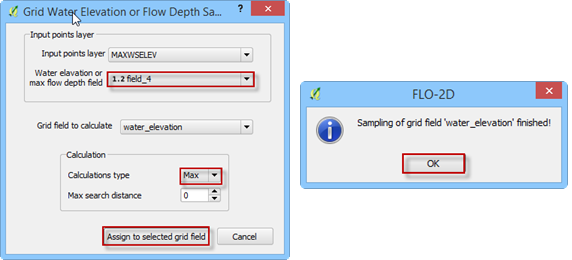 Grid Water Elevation or Flow Depth Sa...
Input points layer
Input points layer MAXWSELEV
Water elevation or max flow depth field 1.2 field_4
Grid field to calculate water_elevation
Calculation
Calculations type Max
Max search distance 0
Assign to selected grid field Cancel
FLO-2D
Sampling of grid field 'water_elevation' finished!
OK